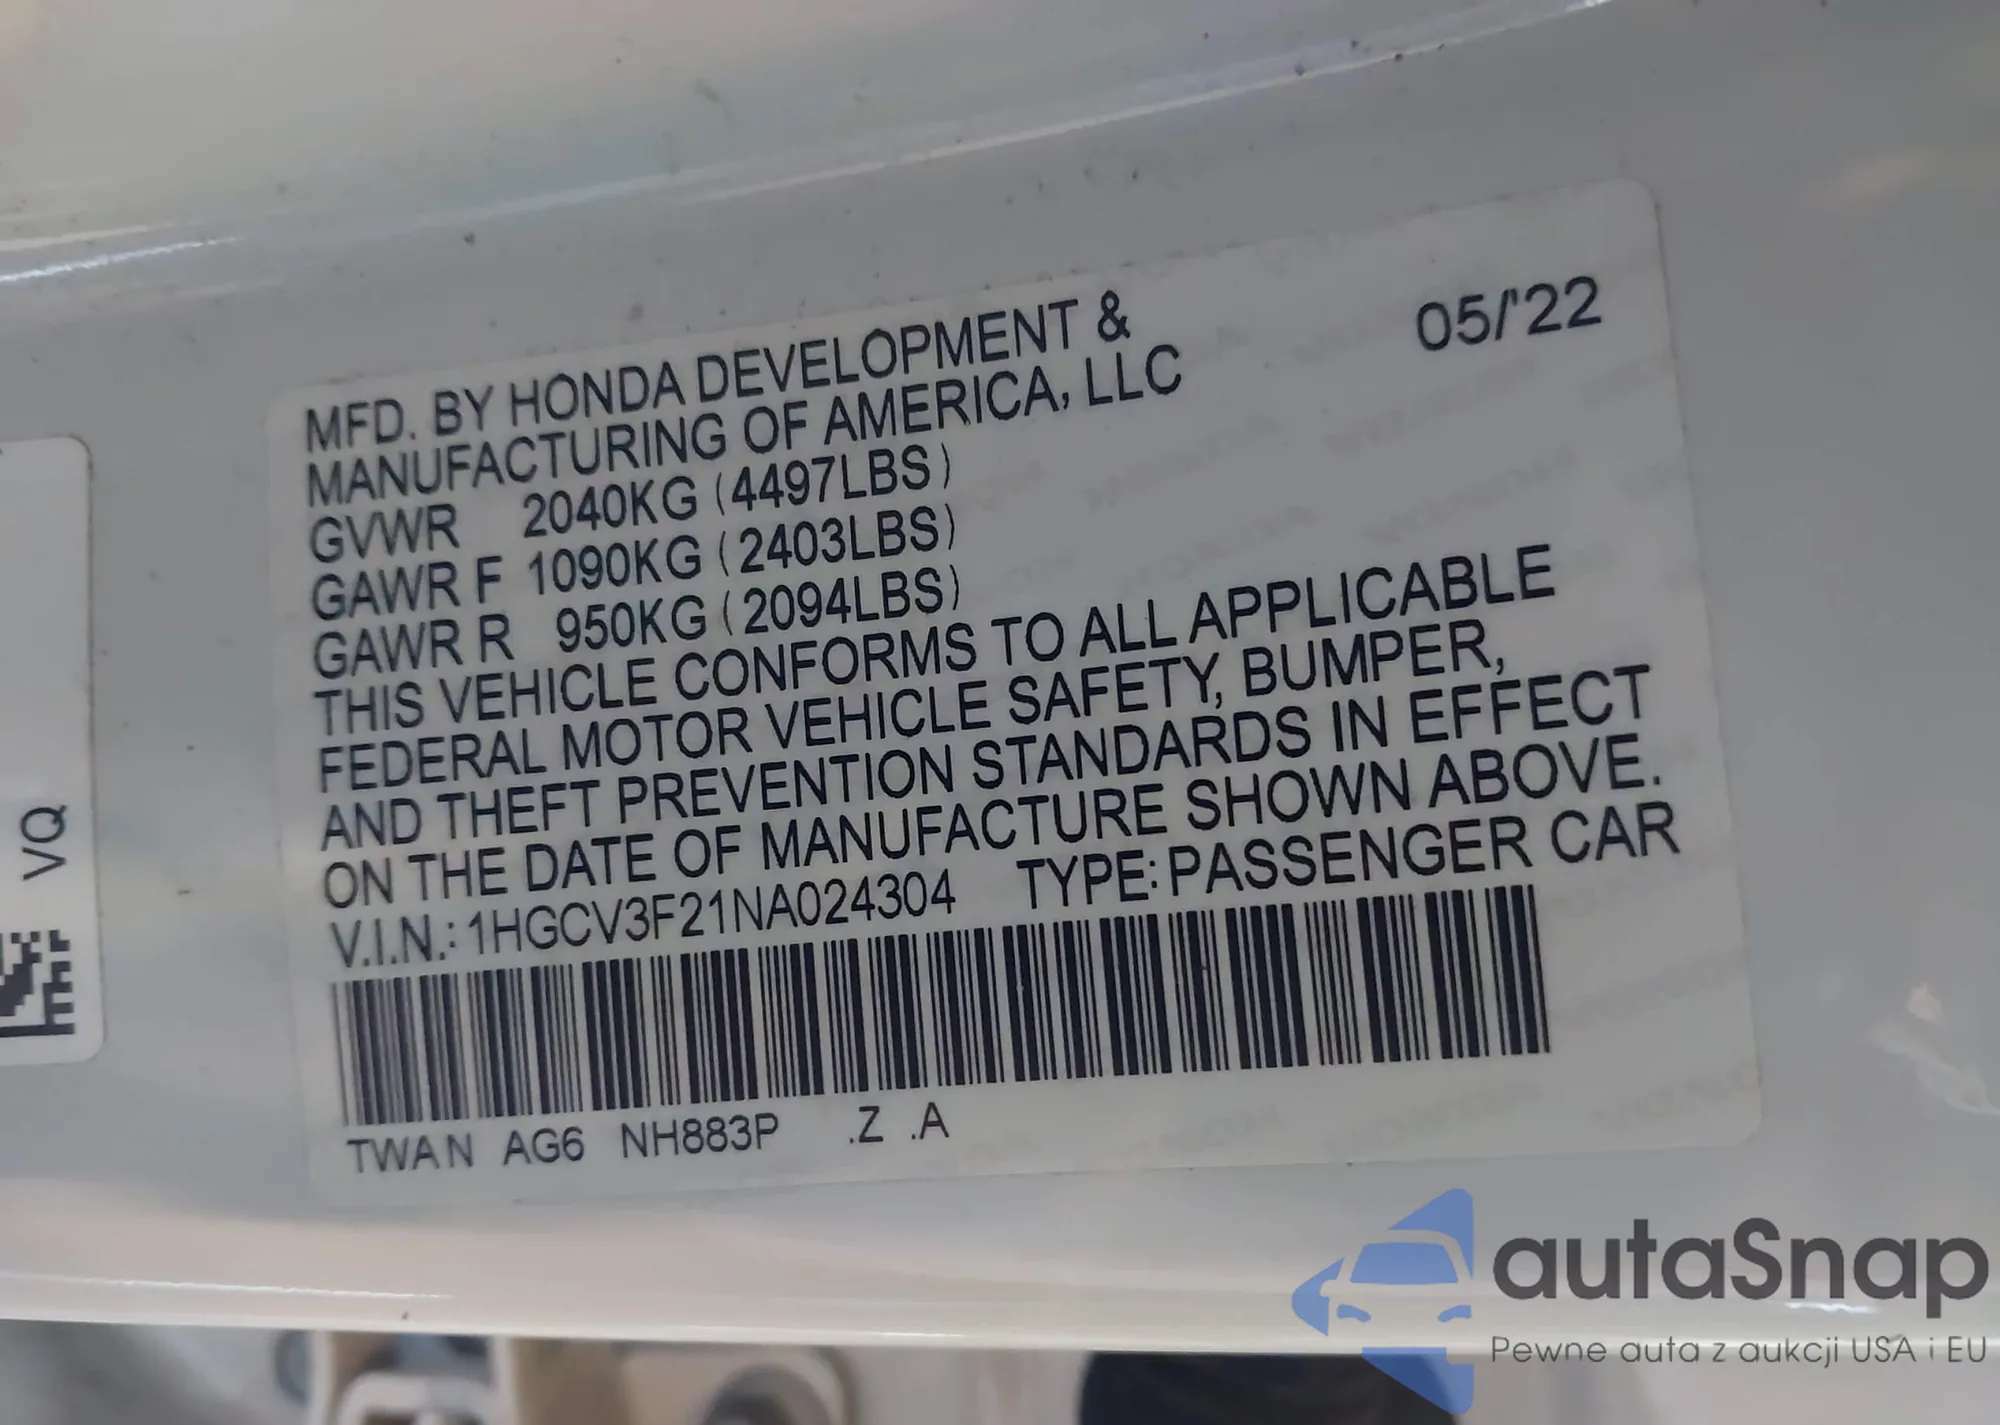 MFD. BY HONDA DEVELOPMENT &
MANUFACTURING OF AMERICA, LLC
05/'22
GVWR 2040KG (4497LBS)
GAWR F 1090KG (2403LBS)
GAWR R 950KG (2094LBS)
THIS VEHICLE CONFORMS TO ALL APPLICABLE
FEDERAL MOTOR VEHICLE SAFETY, BUMPER,
AND THEFT PREVENTION STANDARDS IN EFFECT
ON THE DATE OF MANUFACTURE SHOWN ABOVE.
V.I.N.: 1HGCV3F21NA024304 TYPE: PASSENGER CAR
TWAN AG6 NH883P .Z .A
VQ
autaSnap
Pewne auta z aukcji USA i EU